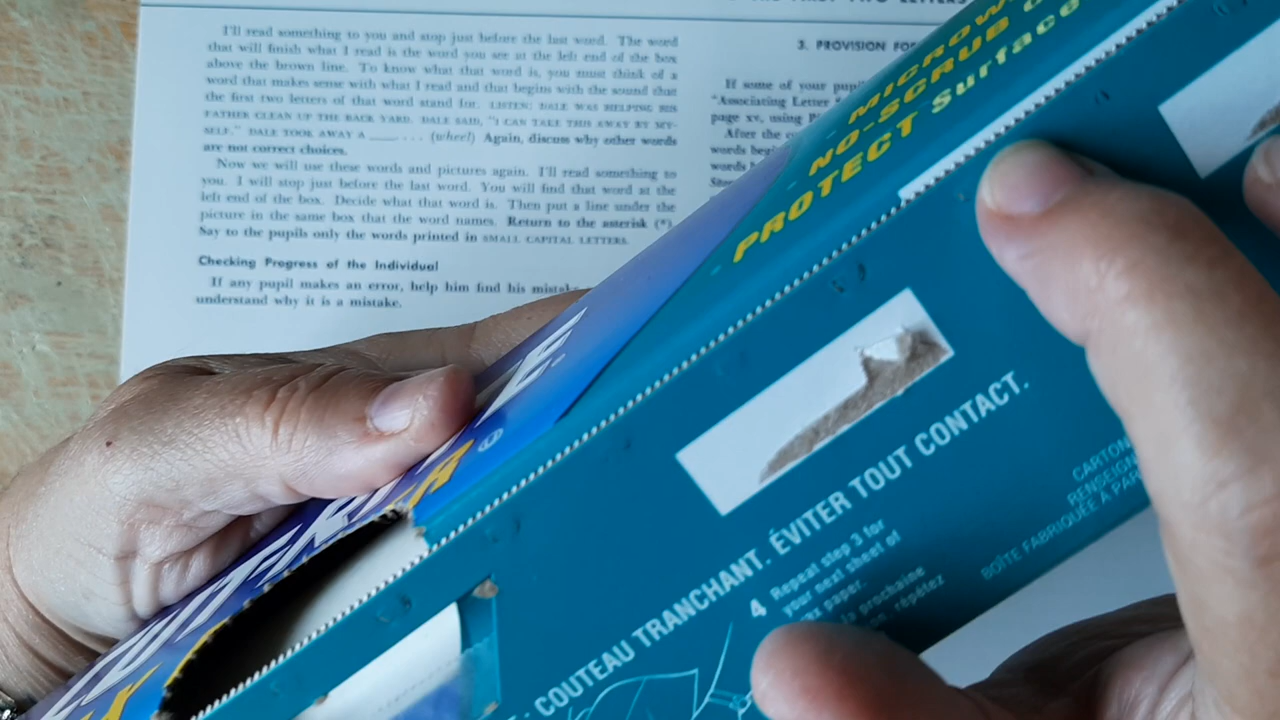 I'll read something to you and stop just before the last word. The word
that will finish what I read is the word you see at the left end of the box
above the brown line. To know what that word is, you must think of a
word that makes sense with what I read and that begins with the sound that
the first two letters of that word stand for. LISTEN: DALE WAS HELPING HIS
FATHER CLEAN UP THE BACK YARD. DALE SAID, "I CAN TAKE THIS AWAY BY MY-
SELF." DALE TOOK AWAY A ____ . . . (wheel) Again, discuss why other words
are not correct choices.
Now we will use these words and pictures again. I'll read something to
you. I will stop just before the last word. You will find that word at the
left end of the box. Decide what that word is. Then put a line under the
picture in the same box that the word names. Return to the asterisk (*).
Say to the pupils only the words printed in SMALL CAPITAL LETTERS.
Checking Progress of the Individual
If any pupil makes an error, help him find his mistake
understand why it is a mistake.
3. PROVISION FOR
If some of your
"Associating Letter
page xv, using
After the
words
words
NO-SCRUB
PROTECT Surface
COUTEAU TRANCHANT. ÉVITER TOUT CONTACT.
4 Repeat step 3 for
your next sheet of
paper.
prochaine
répétez
CARTON
BOÎTE FABRIQUÉE À